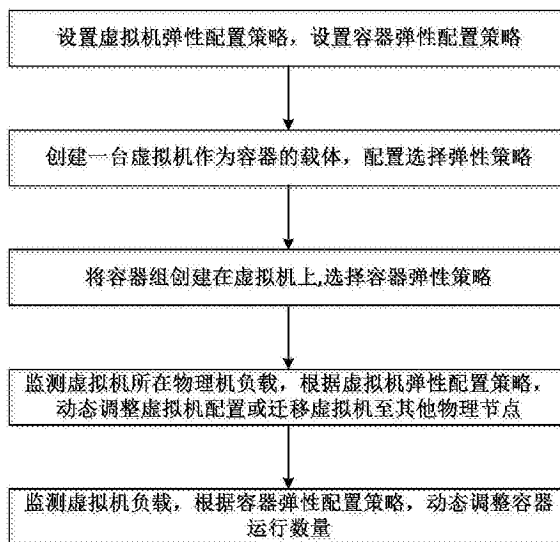 设置虚拟机弹性配置策略，设置容器弹性配置策略
创建一台虚拟机作为容器的载体，配置选择弹性策略
将容器组创建在虚拟机上,选择容器弹性策略
监测虚拟机所在物理机负载，根据虚拟机弹性配置策略，
动态调整虚拟机配置或迁移虚拟机至其他物理节点
监测虚拟机负载，根据容器弹性配置策略，动态调整容器
运行数量